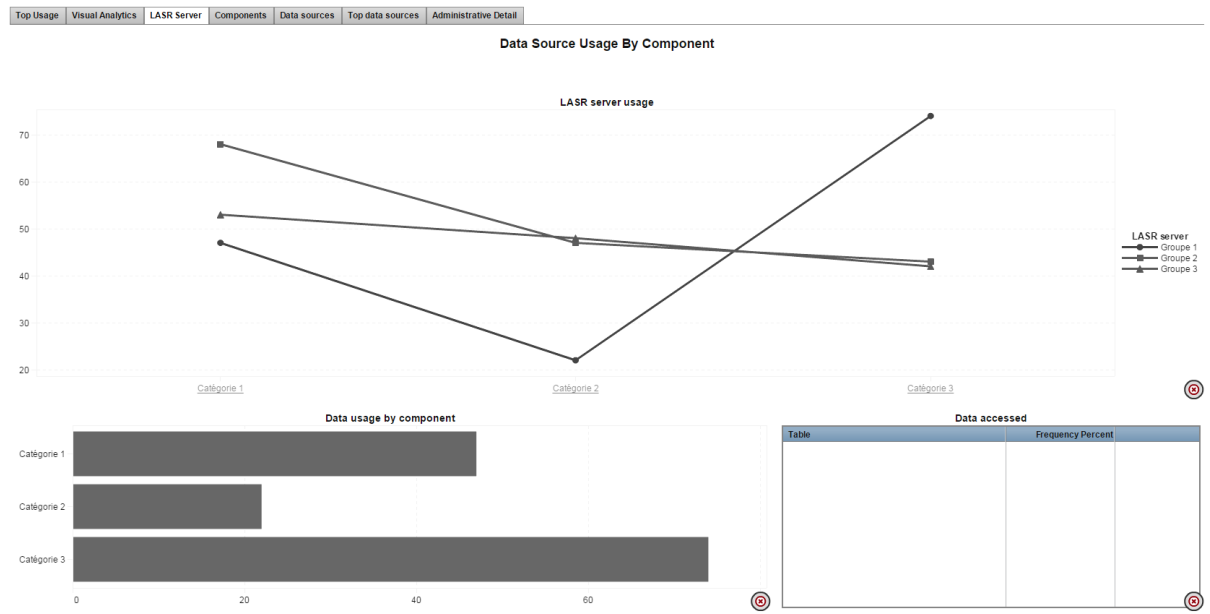 Top Usage Visual Analytics LASR Server Components Data sources Top data sources Administrative Detail
Data Source Usage By Component
LASR server usage
70
60
50
40
30
20
Catégorie 1 Catégorie 2 Catégorie 3
LASR server
Groupe 1
Groupe 2
Groupe 3
Data usage by component
Catégorie 1
Catégorie 2
Catégorie 3
0 20 40 60
Data accessed
Table Frequency Percent